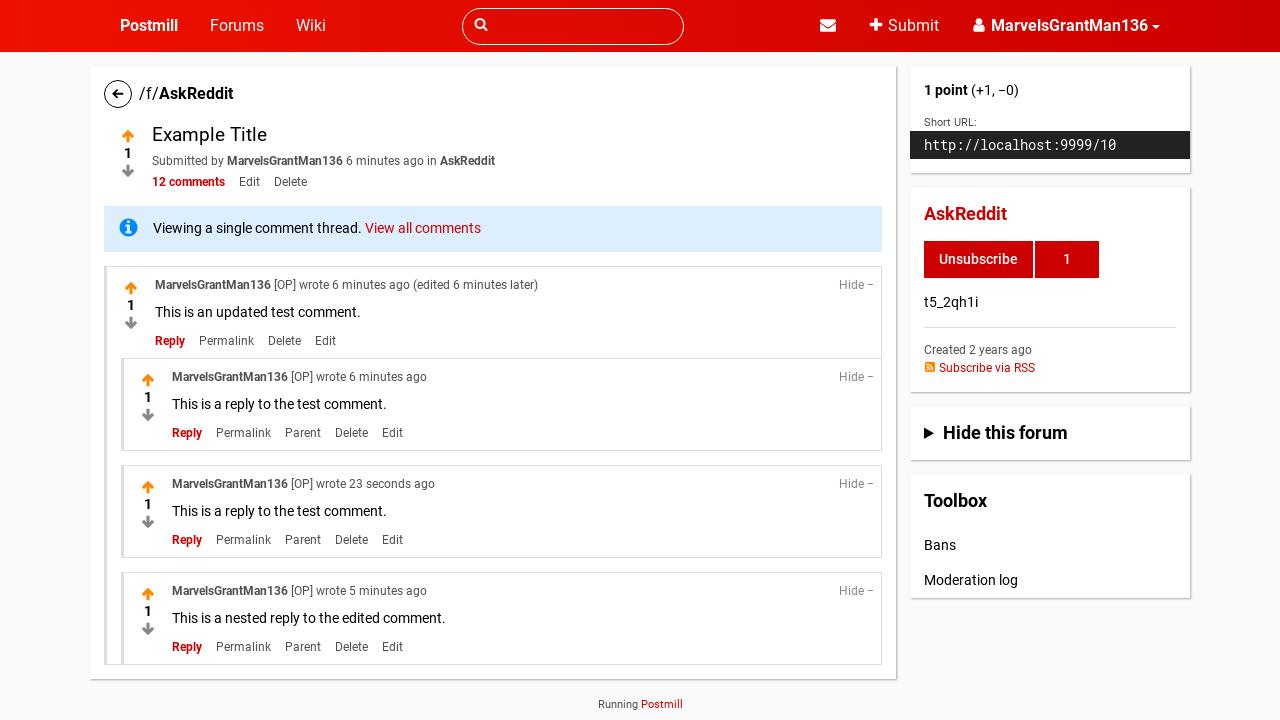 Postmill Forums Wiki Submit MarvelsGrantMan136
/f/AskReddit
Example Title
1
Submitted by MarvelsGrantMan136 6 minutes ago in AskReddit
12 comments Edit Delete
Viewing a single comment thread. View all comments
MarvelsGrantMan136 [OP] wrote 6 minutes ago (edited 6 minutes later) Hide −
1
This is an updated test comment.
Reply Permalink Delete Edit
MarvelsGrantMan136 [OP] wrote 6 minutes ago Hide −
1
This is a reply to the test comment.
Reply Permalink Parent Delete Edit
MarvelsGrantMan136 [OP] wrote 23 seconds ago Hide −
1
This is a reply to the test comment.
Reply Permalink Parent Delete Edit
MarvelsGrantMan136 [OP] wrote 5 minutes ago Hide −
1
This is a nested reply to the edited comment.
Reply Permalink Parent Delete Edit
1 point (+1, −0)
Short URL:
http://localhost:9999/10
AskReddit
Unsubscribe 1
t5_2qh1i
Created 2 years ago
Subscribe via RSS
Hide this forum
Toolbox
Bans
Moderation log
Running Postmill